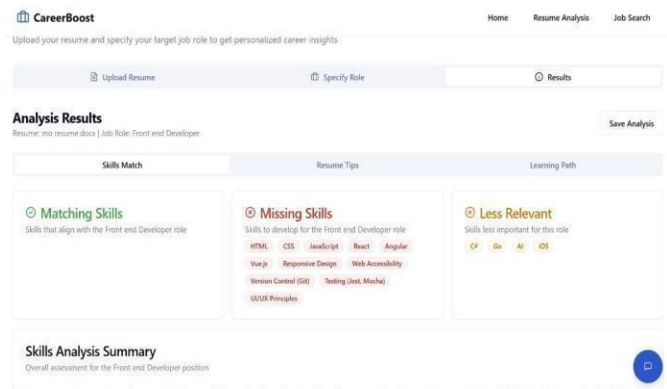 CareerBoost
Home Resume Analysis Job Search
Upload your resume and specify your target job role to get personalized career insights
Upload Resume Specify Role Results
Analysis Results
Resume: mo resume.docx | Job Role: Front end Developer
Save Analysis
Skills Match Resume Tips Learning Path
Matching Skills
Skills that align with the Front end Developer role
Missing Skills
Skills to develop for the Front end Developer role
HTML CSS JavaScript React Angular
Vue.js Responsive Design Web Accessibility
Version Control (Git) Testing (Jest, Mocha)
UI/UX Principles
Less Relevant
Skills less important for this role
C# Go AI iOS
Skills Analysis Summary
Overall assessment for the Front end Developer position